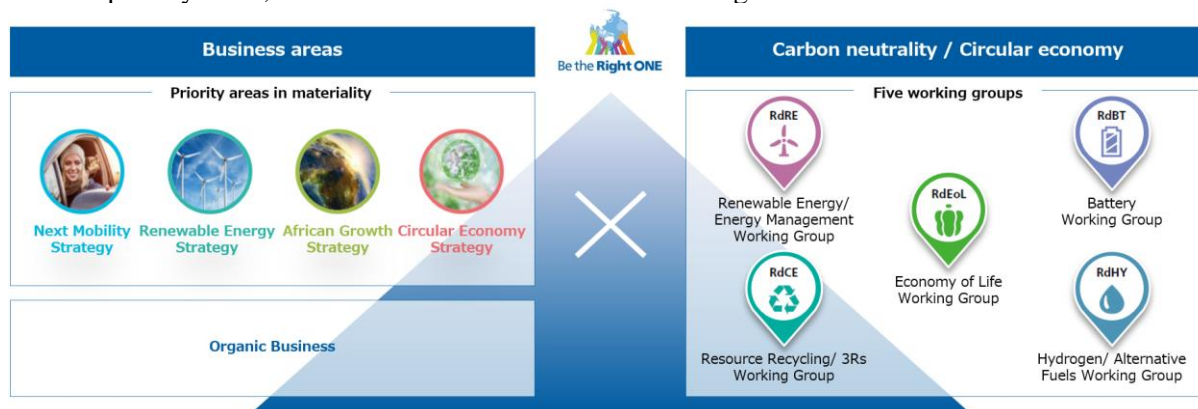 Business areas
Be the Right ONE
Carbon neutrality / Circular economy
Priority areas in materiality
Next Mobility
Strategy
Renewable Energy
Strategy
African Growth
Strategy
Circular Economy
Strategy
Organic Business
Five working groups
RdRE
Renewable Energy/
Energy Management
Working Group
RdBT
Battery
Working Group
RdEoL
Economy of Life
Working Group
RdCE
Resource Recycling/ 3Rs
Working Group
RdHY
Hydrogen/ Alternative
Fuels Working Group